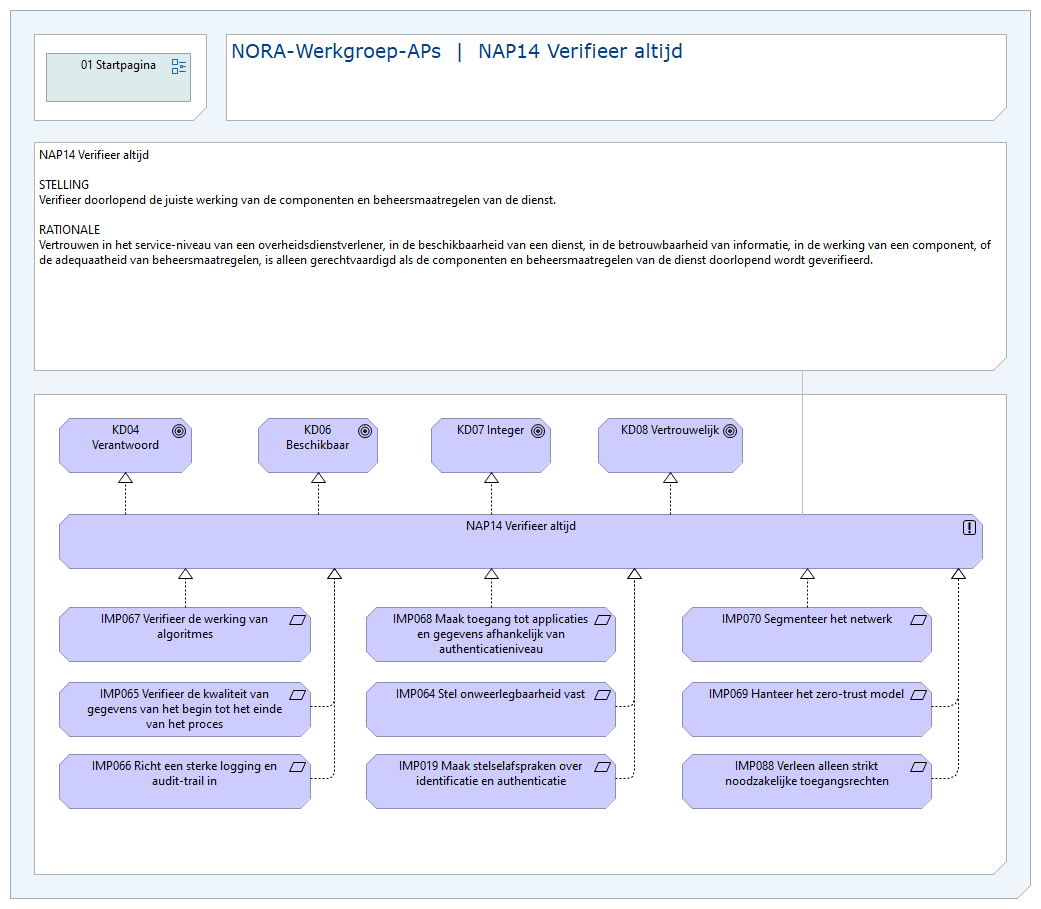 01 Startpagina
NORA-Werkgroep-APs | NAP14 Verifieer altijd
NAP14 Verifieer altijd
STELLING
Verifieer doorlopend de juiste werking van de componenten en beheersmaatregelen van de dienst.
RATIONALE
Vertrouwen in het service-niveau van een overheidsdienstverlener, in de beschikbaarheid van een dienst, in de betrouwbaarheid van informatie, in de werking van een component, of
de adequaatheid van beheersmaatregelen, is alleen gerechtvaardigd als de componenten en beheersmaatregelen van de dienst doorlopend wordt geverifieerd.
KD04
Verantwoord
KD06
Beschikbaar
KD07 Integer
KD08 Vertrouwelijk
NAP14 Verifieer altijd
IMP067 Verifieer de werking van
algoritmes
IMP068 Maak toegang tot applicaties
en gegevens afhankelijk van
authenticatieniveau
IMP070 Segmenteer het netwerk
IMP065 Verifieer de kwaliteit van
gegevens van het begin tot het einde
van het proces
IMP064 Stel onweerlegbaarheid vast
IMP069 Hanteer het zero-trust model
IMP066 Richt een sterke logging en
audit-trail in
IMP019 Maak stelselafspraken over
identificatie en authenticatie
IMP088 Verleen alleen strikt
noodzakelijke toegangsrechten